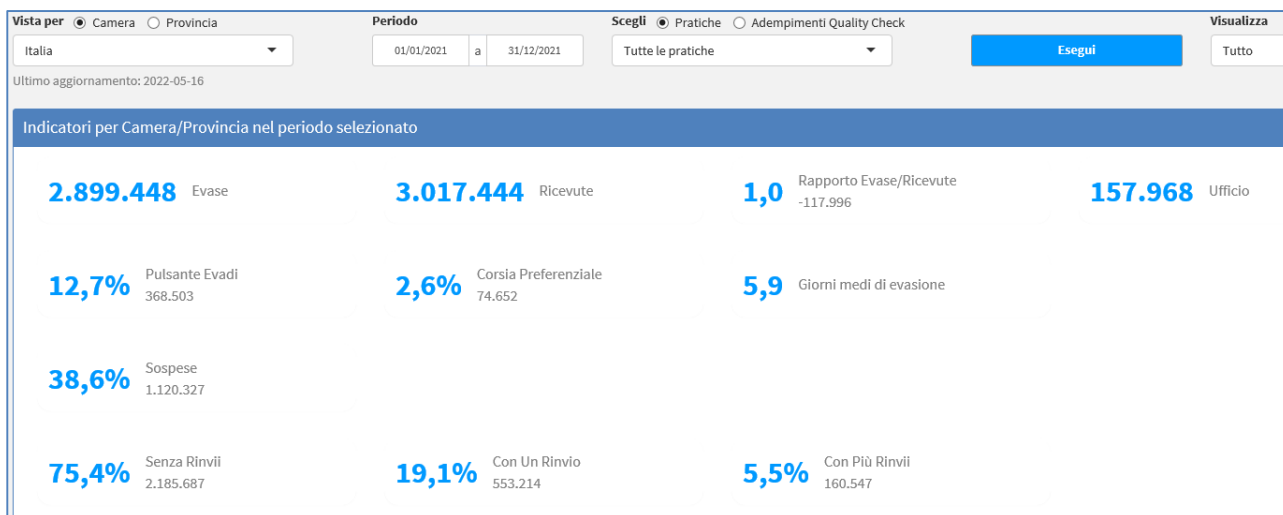 Vista per Camera Provincia Periodo Scegli Pratiche Adempimenti Quality Check Visualizza
Italia 01/01/2021 a 31/12/2021 Tutte le pratiche Esegui Tutto
Ultimo aggiornamento: 2022-05-16
Indicatori per Camera/Provincia nel periodo selezionato
2.899.448 Evase
3.017.444 Ricevute
1,0 Rapporto Evase/Ricevute
-117.996
157.968 Ufficio
12,7% Pulsante Evadi
368.503
2,6% Corsia Preferenziale
74.652
5,9 Giorni medi di evasione
38,6% Sospese
1.120.327
75,4% Senza Rinvii
2.185.687
19,1% Con Un Rinvio
553.214
5,5% Con Più Rinvii
160.547